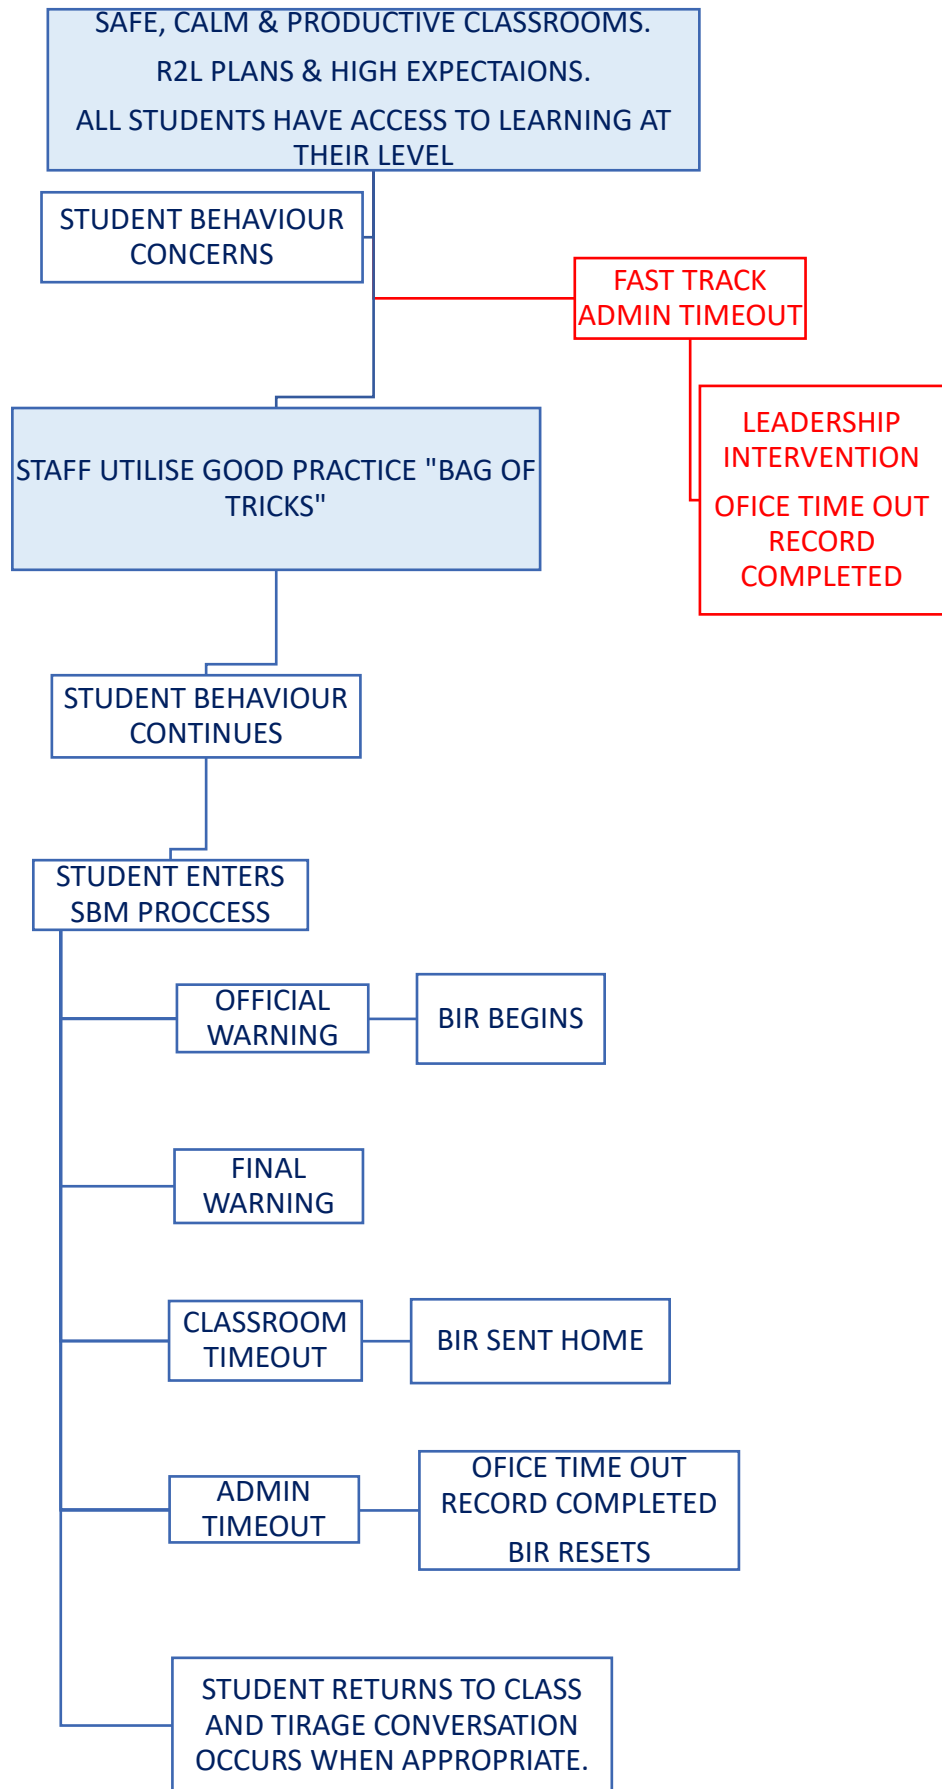 SAFE, CALM & PRODUCTIVE CLASSROOMS.
R2L PLANS & HIGH EXPECTAIONS.
ALL STUDENTS HAVE ACCESS TO LEARNING AT
THEIR LEVEL
STUDENT BEHAVIOUR
CONCERNS
FAST TRACK
ADMIN TIMEOUT
LEADERSHIP
INTERVENTION
OFICE TIME OUT
RECORD
COMPLETED
STAFF UTILISE GOOD PRACTICE "BAG OF
TRICKS"
STUDENT BEHAVIOUR
CONTINUES
STUDENT ENTERS
SBM PROCCESS
OFFICIAL
WARNING
BIR BEGINS
FINAL
WARNING
CLASSROOM
TIMEOUT
BIR SENT HOME
ADMIN
TIMEOUT
OFICE TIME OUT
RECORD COMPLETED
BIR RESETS
STUDENT RETURNS TO CLASS
AND TIRAGE CONVERSATION
OCCURS WHEN APPROPRIATE.